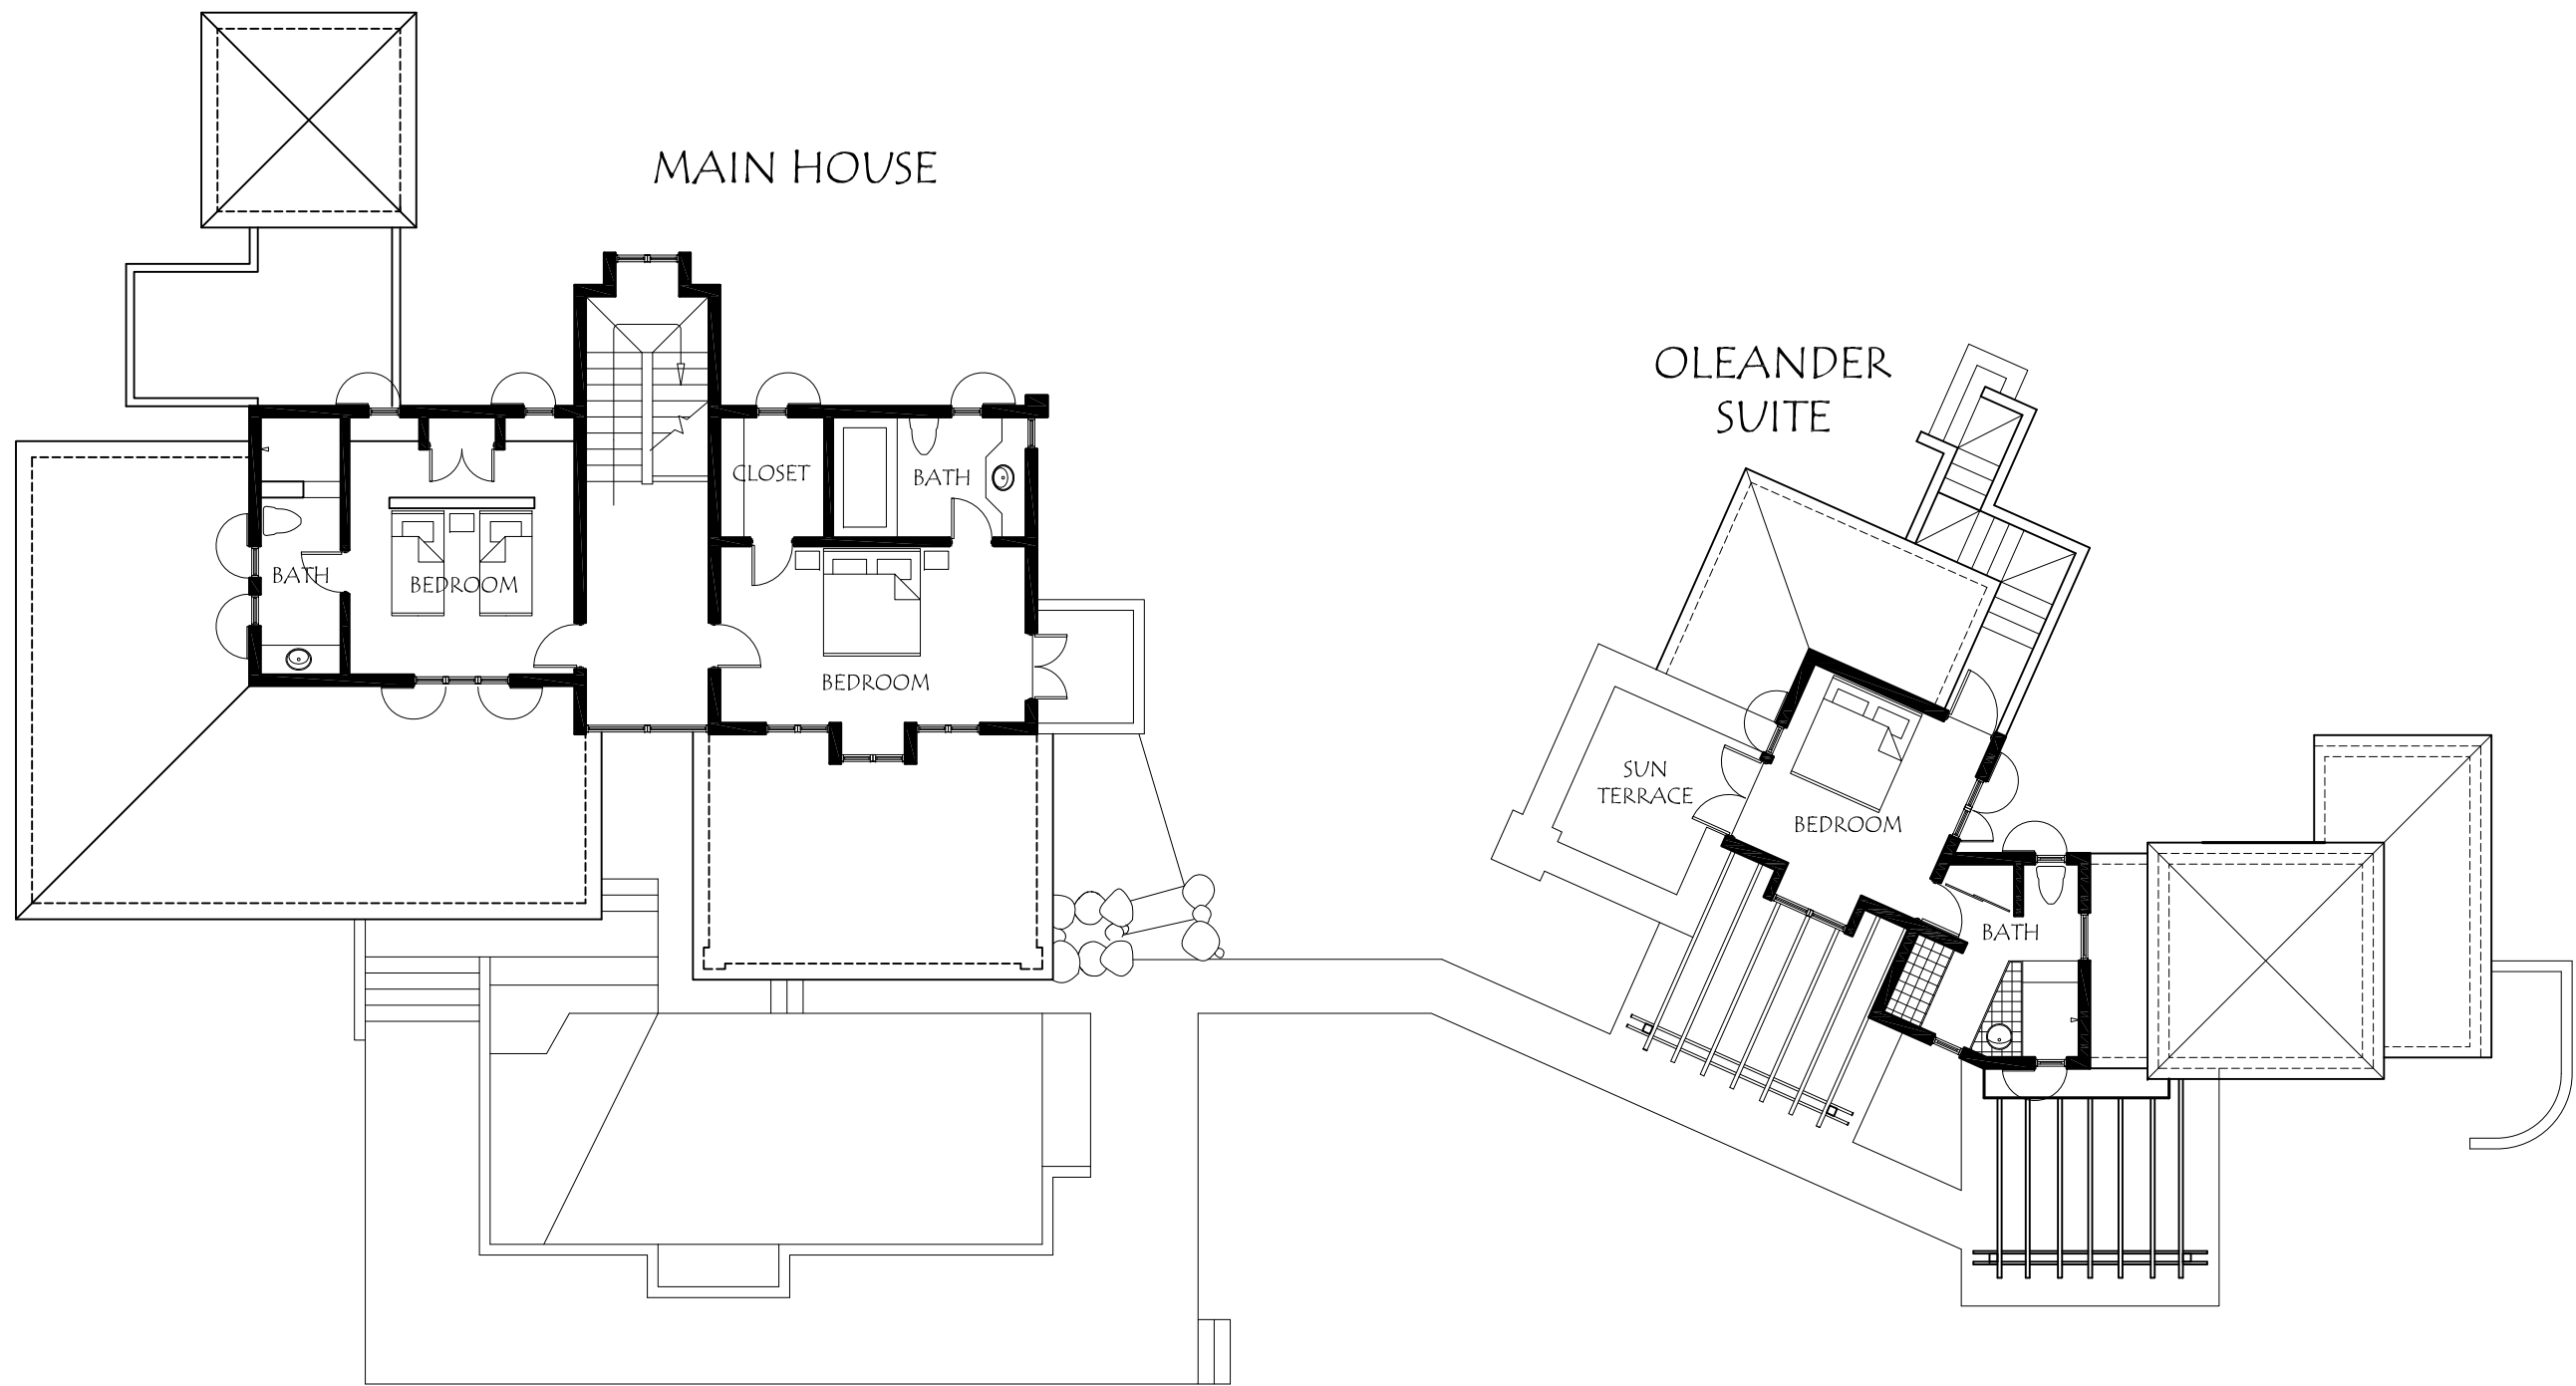 MAIN HOUSE
OLEANDER
SUITE
CLOSET
BATH
BATH
BEDROOM
BEDROOM
SUN
TERRACE
BEDROOM
BATH